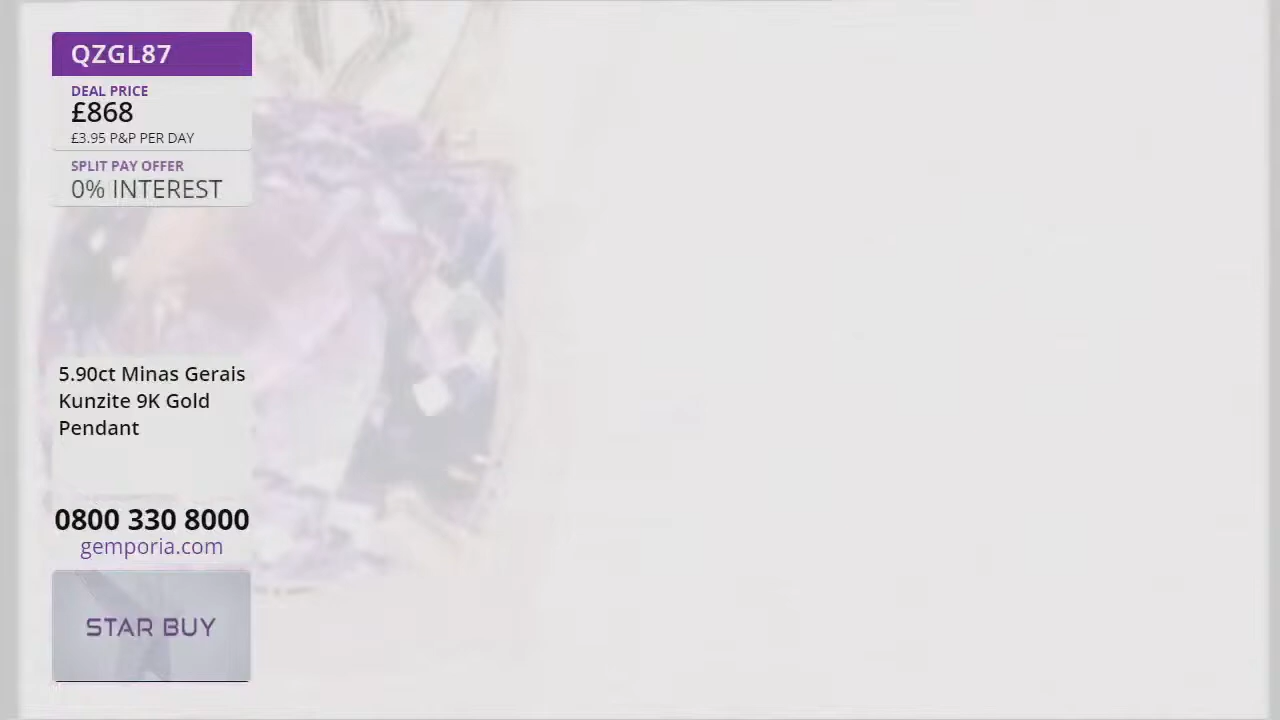 QZGL87
DEAL PRICE
£868
£3.95 P&P PER DAY
SPLIT PAY OFFER
0% INTEREST
5.90ct Minas Gerais
Kunzite 9K Gold
Pendant
0800 330 8000
gemporia.com
STAR BUY